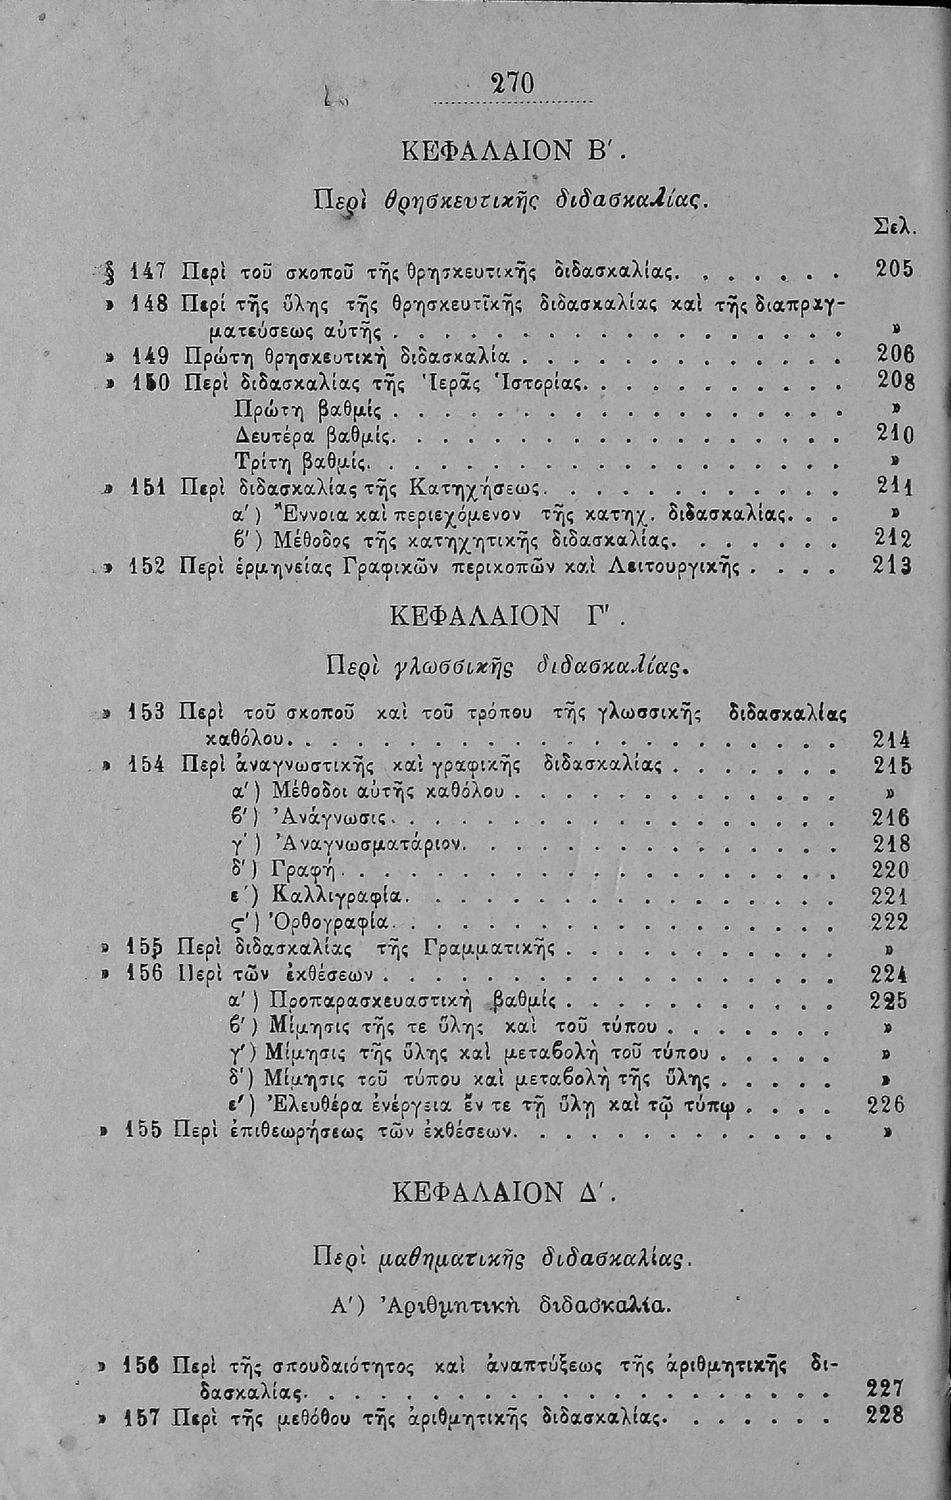 270
ΚΕΦΑΛΑΙΟΝ Β′.
Περὶ θρησκευτικῆς διδασκαλίας.
Σελ.
§ 147 Περὶ τοῦ σκοποῦ τῆς θρησκευτικῆς διδασκαλίας. . . . . . . 205
» 148 Περί τῆς ὕλης τῆς θρησκευτικῆς διδασκαλίας καὶ τῆς διαπραγ-
ματεύσεως αὐτῆς . . . . . . . . . . . . . . . . . »
» 149 Πρώτη θρησκευτικὴ διδασκαλία . . . . . . . . . . . . 206
» 150 Περὶ διδασκαλίας τῆς Ἱερᾶς Ἱστορίας. . . . . . . . . . 208
Πρώτη βαθμίς . . . . . . . . . . . . . . . . . »
Δευτέρα βαθμίς. . . . . . . . . . . . . . . . . 210
Τρίτη βαθμίς. . . . . . . . . . . . . . . . . . »
» 151 Περὶ διδασκαλίας τῆς Κατηχήσεως. . . . . . . . . . . . 211
α′) Ἔννοια καὶ περιεχόμενον τῆς κατηχ. διδασκαλίας. . . »
ϐ′) Μέθοδος τῆς κατηχητικῆς διδασκαλίας. . . . . . . 212
» 152 Περὶ ἑρμηνείας Γραφικῶν περικοπῶν καὶ Λειτουργικῆς . . . . 213
ΚΕΦΑΛΑΙΟΝ Γ′.
Περὶ γλωσσικῆς διδασκαλίας.
» 153 Περὶ τοῦ σκοποῦ καὶ τοῦ τρόπου τῆς γλωσσικῆς διδασκαλίας
καθόλου. . . . . . . . . . . . . . . . . . . . . 214
» 154 Περὶ ἀναγνωστικῆς καὶ γραφικῆς διδασκαλίας . . . . . . . 215
α′) Μέθοδοι αὐτῆς καθόλου . . . . . . . . . . . . »
ϐ′) Ἀνάγνωσις. . . . . . . . . . . . . . . . . 216
γ′) Ἀναγνωσματάριον. . . . . . . . . . . . . . . 218
δ′) Γραφή . . . . . . . . . . . . . . . . . . . 220
ε′) Καλλιγραφία. . . . . . . . . . . . . . . . . 221
ς′) Ὀρθογραφία. . . . . . . . . . . . . . . . . 222
» 155 Περὶ διδασκαλίας τῆς Γραμματικῆς . . . . . . . . . . . »
» 156 Περὶ τῶν ἐκθέσεων . . . . . . . . . . . . . . . . . 224
α′) Προπαρασκευαστικὴ βαθμίς . . . . . . . . . . . 225
ϐ′) Μίμησις τῆς τε ὕλης καὶ τοῦ τύπου . . . . . . . »
γ′) Μίμησις τῆς ὕλης καὶ μεταϐολὴ τοῦ τύπου . . . . . »
δ′) Μίμησις τοῦ τύπου καὶ μεταϐολὴ τῆς ὕλης . . . . . »
ε′) Ἐλευθέρα ἐνέργεια ἔν τε τῇ ὕλῃ καὶ τῷ τύπῳ . . . . 226
» 155 Περὶ ἐπιθεωρήσεως τῶν ἐκθέσεων. . . . . . . . . . . . »
ΚΕΦΑΛΑΙΟΝ Δ′.
Περὶ μαθηματικῆς διδασκαλίας.
Α′) Ἀριθμητικὴ διδασκαλία.
» 156 Περὶ τῆς σπουδαιότητος καὶ ἀναπτύξεως τῆς ἀριθμητικῆς δι-
δασκαλίας. . . . . . . . . . . . . . . . . . . . 227
» 157 Περὶ τῆς μεθόθου τῆς ἀριθμητικῆς διδασκαλίας. . . . . . . 228